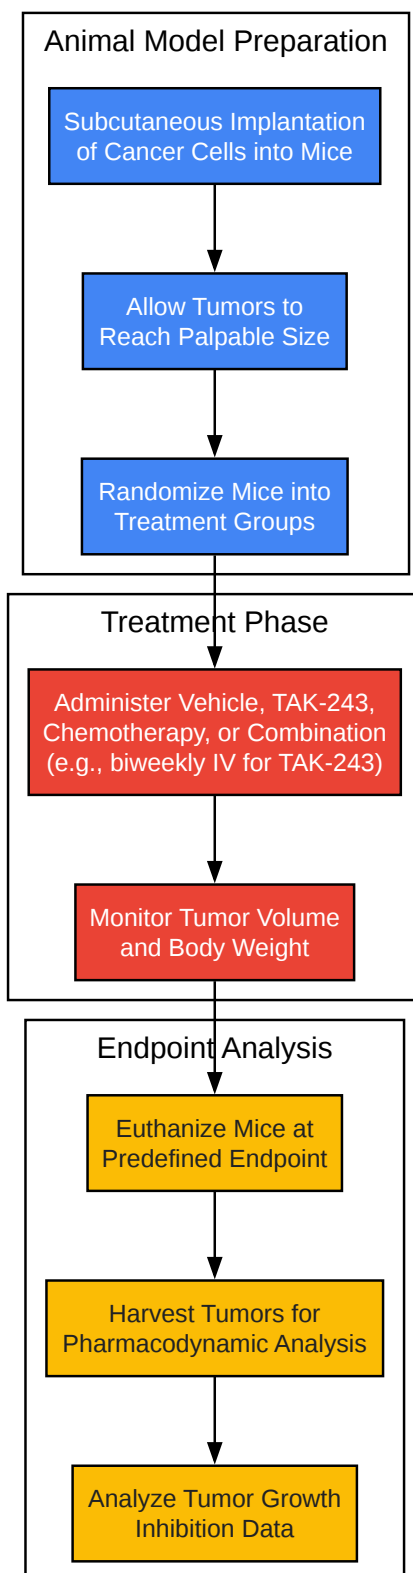 Animal Model Preparation
Subcutaneous Implantation
of Cancer Cells into Mice
Allow Tumors to
Reach Palpable Size
Randomize Mice into
Treatment Groups
Treatment Phase
Administer Vehicle, TAK-243,
Chemotherapy, or Combination
(e.g., biweekly IV for TAK-243)
Monitor Tumor Volume
and Body Weight
Endpoint Analysis
Euthanize Mice at
Predefined Endpoint
Harvest Tumors for
Pharmacodynamic Analysis
Analyze Tumor Growth
Inhibition Data